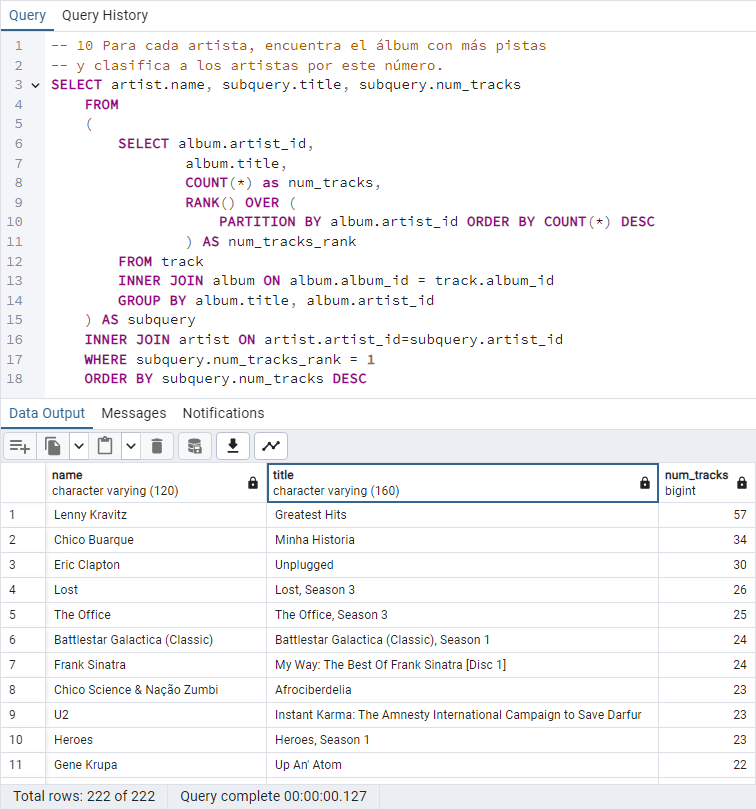 Query Query History
1 -- 10 Para cada artista, encuentra el álbum con más pistas
2 -- y clasifica a los artistas por este número.
3 SELECT artist.name, subquery.title, subquery.num_tracks
4 FROM
5 (
6 SELECT album.artist_id,
7 album.title,
8 COUNT(*) as num_tracks,
9 RANK() OVER (
10 PARTITION BY album.artist_id ORDER BY COUNT(*) DESC
11 ) AS num_tracks_rank
12 FROM track
13 INNER JOIN album ON album.album_id = track.album_id
14 GROUP BY album.title, album.artist_id
15 ) AS subquery
16 INNER JOIN artist ON artist.artist_id=subquery.artist_id
17 WHERE subquery.num_tracks_rank = 1
18 ORDER BY subquery.num_tracks DESC
Data Output Messages Notifications
name title num_tracks
character varying (120) character varying (160) bigint
1 Lenny Kravitz Greatest Hits 57
2 Chico Buarque Minha Historia 34
3 Eric Clapton Unplugged 30
4 Lost Lost, Season 3 26
5 The Office The Office, Season 3 25
6 Battlestar Galactica (Classic) Battlestar Galactica (Classic), Season 1 24
7 Frank Sinatra My Way: The Best Of Frank Sinatra [Disc 1] 24
8 Chico Science & Nação Zumbi Afrociberdelia 23
9 U2 Instant Karma: The Amnesty International Campaign to Save Darfur 23
10 Heroes Heroes, Season 1 23
11 Gene Krupa Up An' Atom 22
Total rows: 222 of 222 Query complete 00:00:00.127